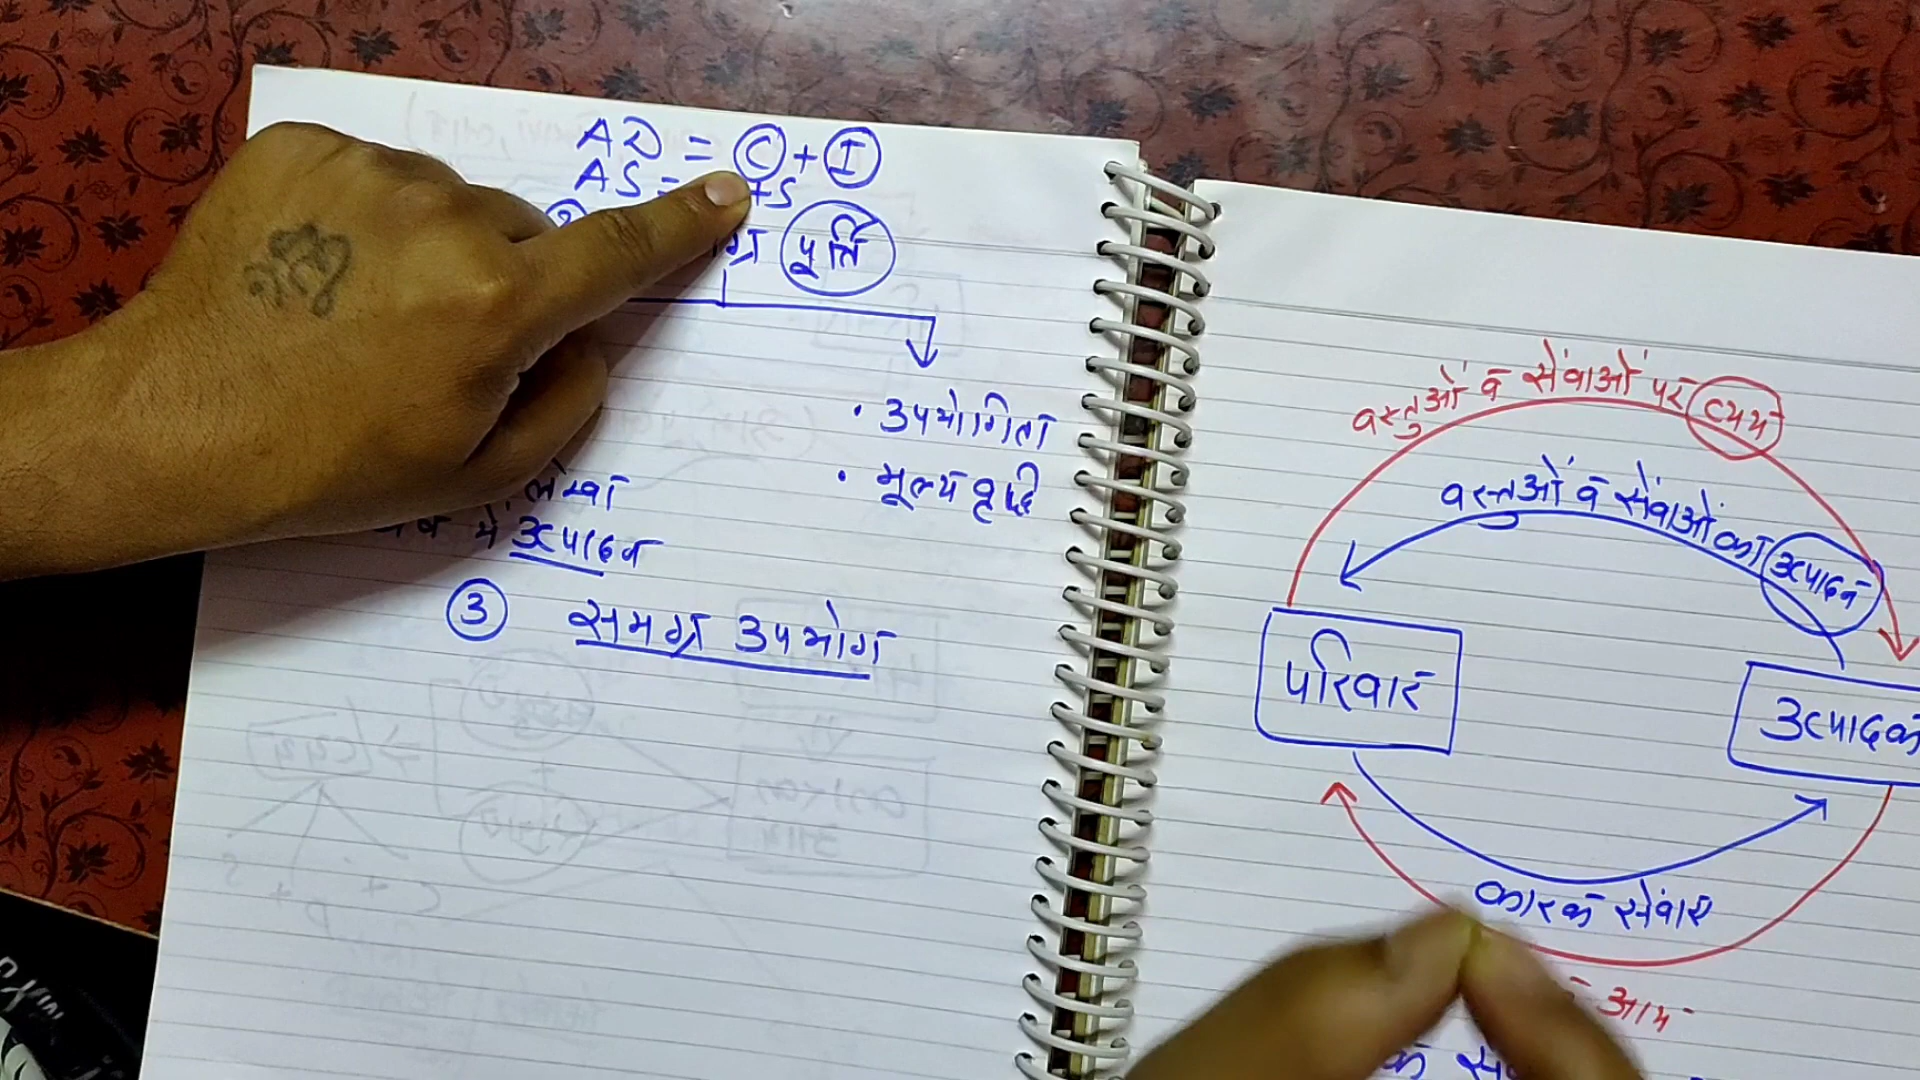 AD = C + I
AS = + S
पूर्ति
• उपयोगिता
• मूल्य वृद्धि
लेखा
में उत्पादन
③ समग्र उपभोग
वस्तुओं व सेंवाओं पर व्यय
वस्तुओं व सेंवाओं का उत्पादन
परिवार
उत्पादक
कारक सेंवाए
आय